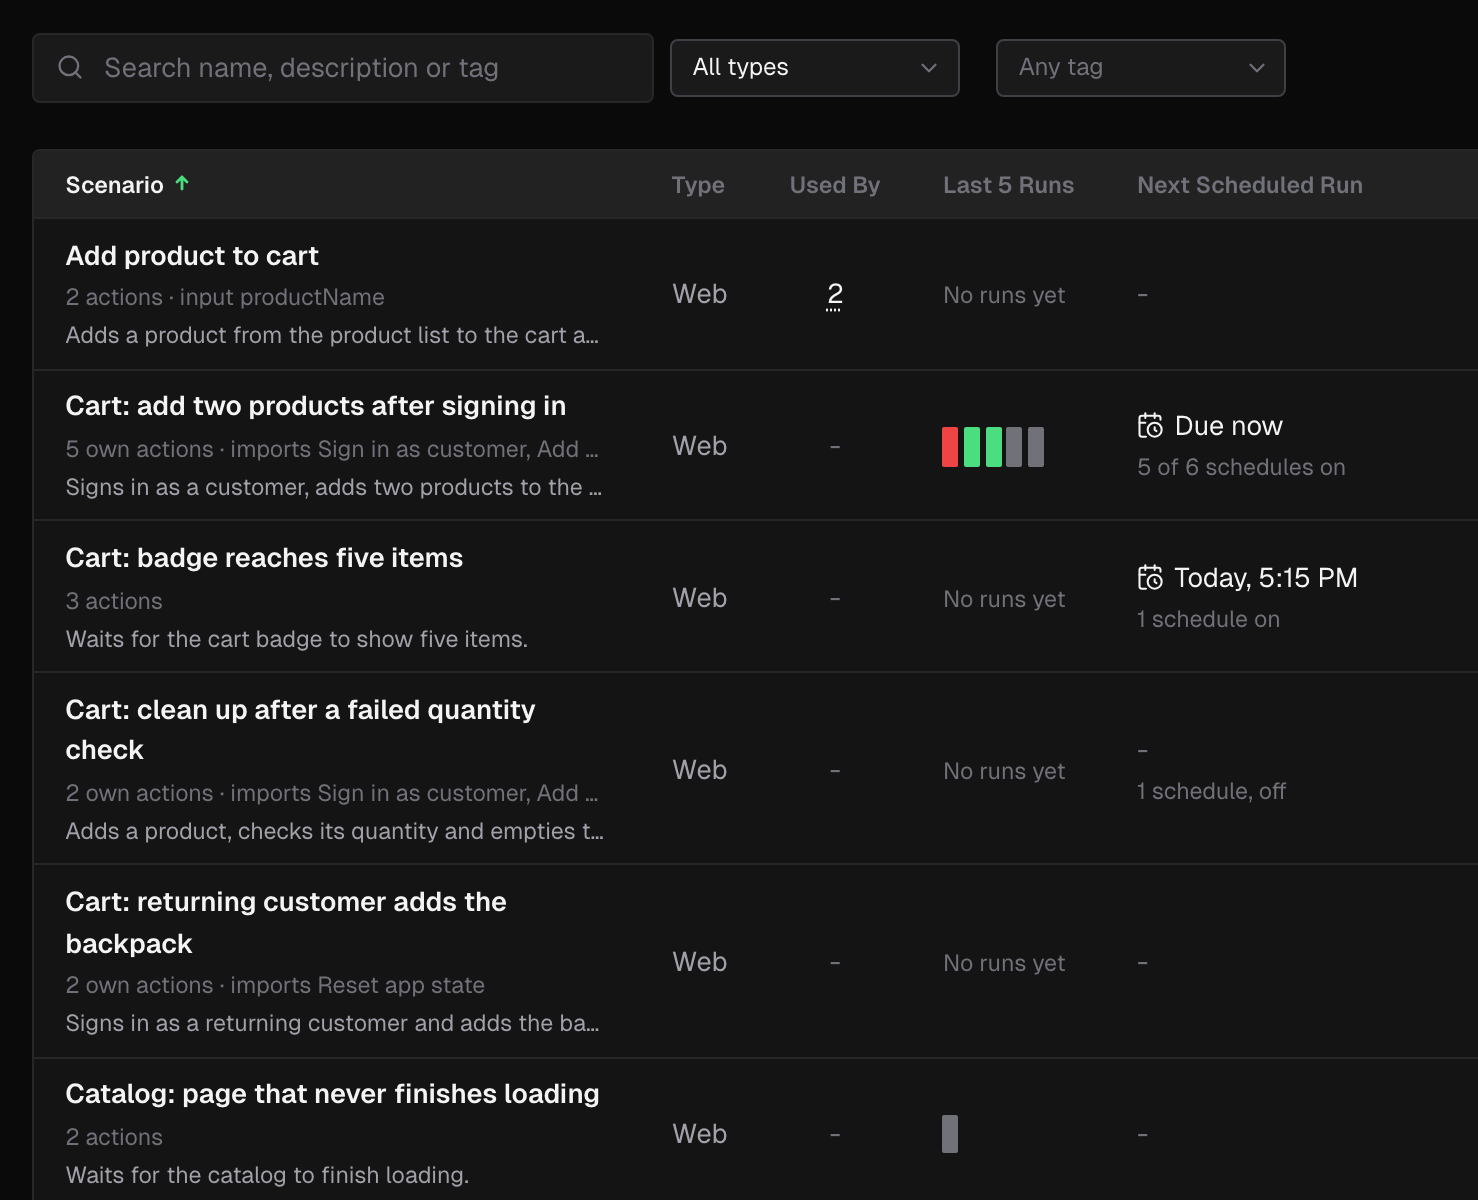 Search name, description or tag
All types
Any tag
Scenario
Type
Used By
Last 5 Runs
Next Scheduled Run
Add product to cart
2 actions · input productName
Adds a product from the product list to the cart a...
Web
2
No runs yet
-
Cart: add two products after signing in
5 own actions · imports Sign in as customer, Add ...
Signs in as a customer, adds two products to the ...
Web
-
Due now
5 of 6 schedules on
Cart: badge reaches five items
3 actions
Waits for the cart badge to show five items.
Web
-
No runs yet
Today, 5:15 PM
1 schedule on
Cart: clean up after a failed quantity
check
2 own actions · imports Sign in as customer, Add ...
Adds a product, checks its quantity and empties t...
Web
-
No runs yet
-
1 schedule, off
Cart: returning customer adds the
backpack
2 own actions · imports Reset app state
Signs in as a returning customer and adds the ba...
Web
-
No runs yet
-
Catalog: page that never finishes loading
2 actions
Waits for the catalog to finish loading.
Web
-
-